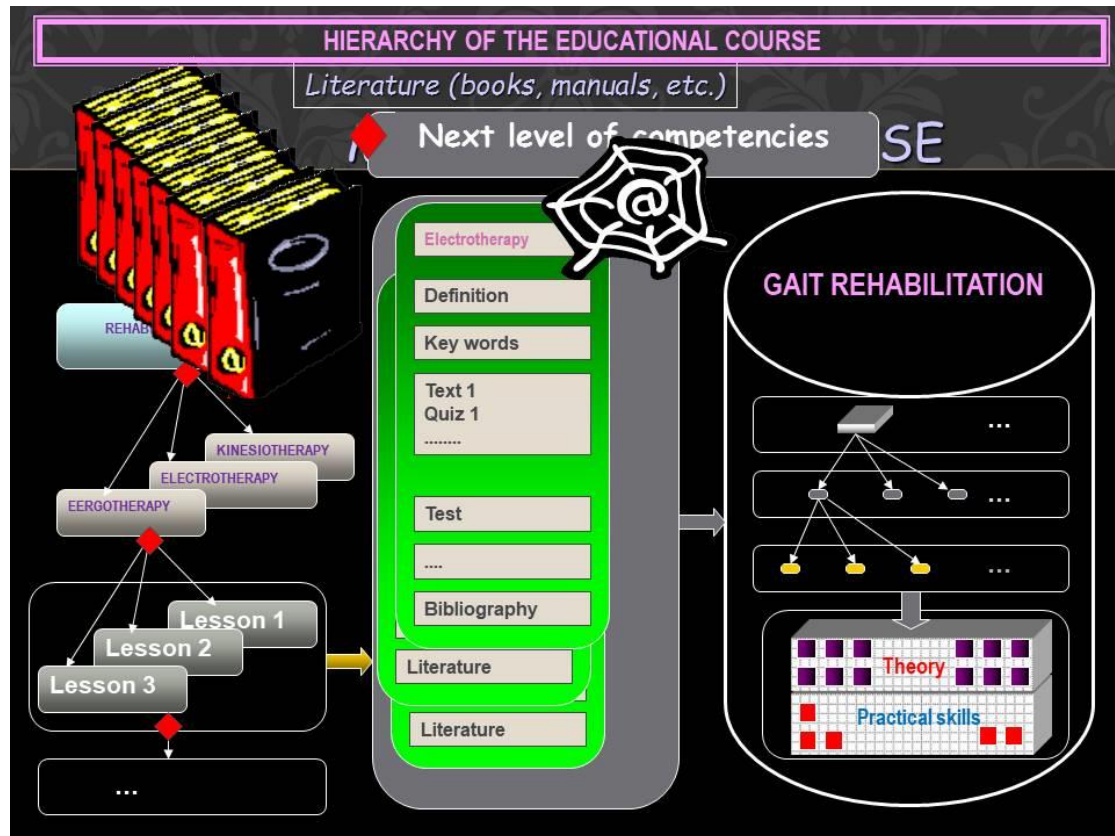 HIERARCHY OF THE EDUCATIONAL COURSE
Literature (books, manuals, etc.)
Next level of competencies
SE
REHAB
KINESIOTHERAPY
ELECTROTHERAPY
EERGOTHERAPY
Lesson 1
Lesson 2
Lesson 3
...
Electrotherapy
@
Definition
Key words
Text 1
Quiz 1
........
Test
....
Bibliography
Literature
Literature
GAIT REHABILITATION
...
...
...
Theory
Practical skills